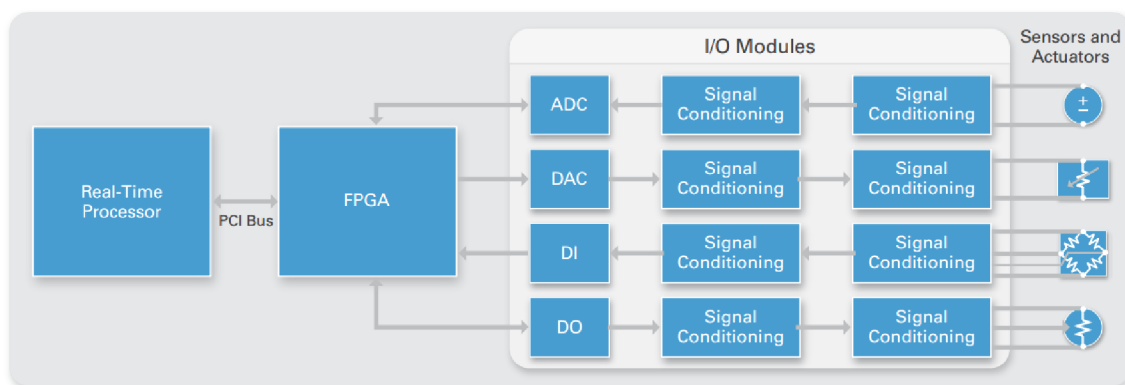 I/O Modules
Sensors and
Actuators
Real-Time
Processor
PCI Bus
FPGA
ADC
Signal
Conditioning
Signal
Conditioning
±
DAC
Signal
Conditioning
Signal
Conditioning
DI
Signal
Conditioning
Signal
Conditioning
DO
Signal
Conditioning
Signal
Conditioning